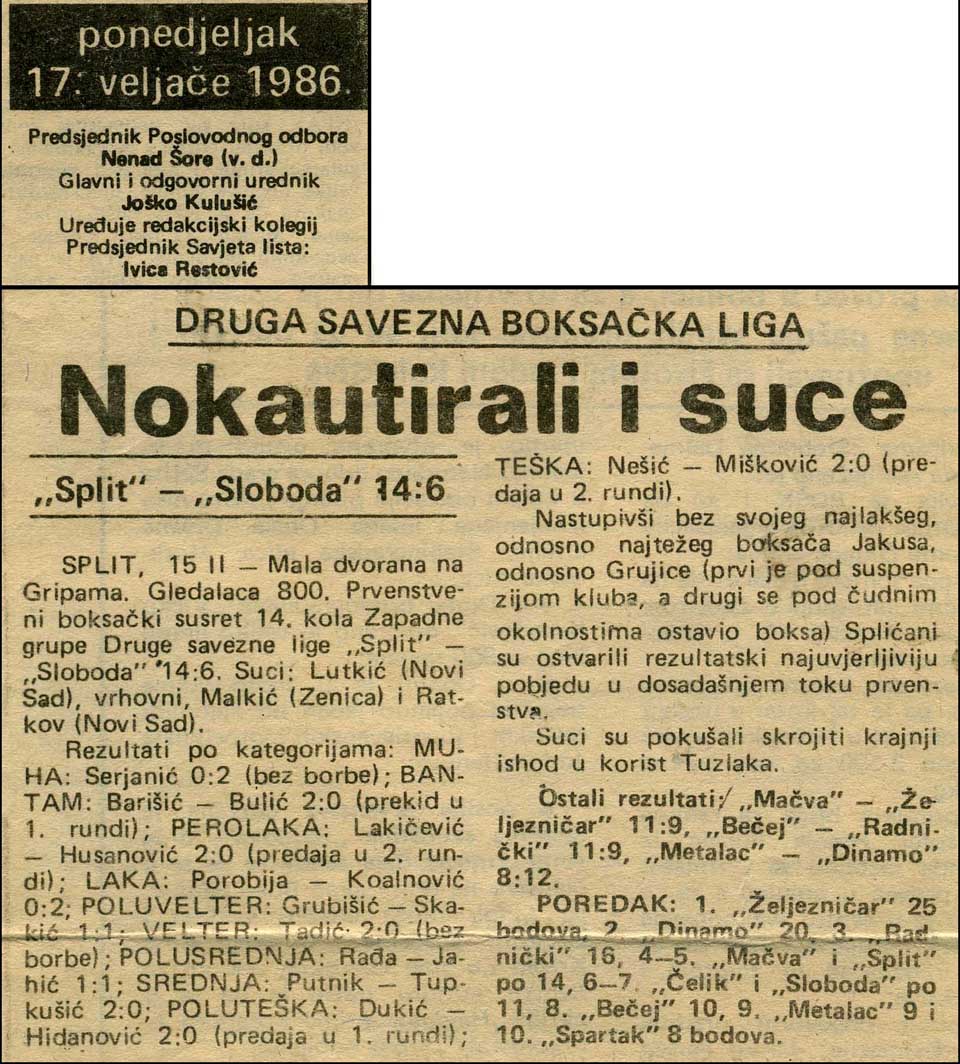 ponedjeljak
17. veljače 1986.
Predsjednik Poslovodnog odbora
Nenad Šore (v. d.)
Glavni i odgovorni urednik
Joško Kulušić
Uređuje redakcijski kolegij
Predsjednik Savjeta lista:
Ivica Restović
DRUGA SAVEZNA BOKSAČKA LIGA
Nokautirali i suce
„Split” — „Sloboda” 14:6
SPLIT, 15 II — Mala dvorana na
Gripama. Gledalaca 800. Prvenstve-
ni boksački susret 14. kola Zapadne
grupe Druge savezne lige „Split” —
„Sloboda” 14:6. Suci: Lutkić (Novi
Sad), vrhovni, Malkić (Zenica) i Rat-
kov (Novi Sad).
Rezultati po kategorijama: MU-
HA: Serjanić 0:2 (bez borbe); BAN-
TAM: Barišić — Bulić 2:0 (prekid u
1. rundi); PEROLAKA: Lakičević
— Husanović 2:0 (predaja u 2. run-
di); LAKA: Porobija — Koalnović
0:2; POLUVELTER: Grubišić — Ska-
kić 1:1; VELTER: Tadić 2:0 (bez
borbe); POLUSREDNJA: Rađa — Ja-
hić 1:1; SREDNJA: Putnik — Tup-
kušić 2:0; POLUTEŠKA: Dukić —
Hidanović 2:0 (predaja u 1. rundi);
TEŠKA: Nešić — Mišković 2:0 (pre-
daja u 2. rundi).
Nastupivši bez svojeg najlakšeg,
odnosno najtežeg boksača Jakusa,
odnosno Grujice (prvi je pod suspen-
zijom kluba, a drugi se pod čudnim
okolnostima ostavio boksa) Splićani
su ostvarili rezultatski najuvjerljiviju
pobjedu u dosadašnjem toku prven-
stva.
Suci su pokušali skrojiti krajnji
ishod u korist Tuzlaka.
Ostali rezultati: „Mačva” — „Že-
ljezničar” 11:9, „Bečej” — „Radni-
čki” 11:9, „Metalac” — „Dinamo”
8:12.
POREDAK: 1. „Željezničar” 25
bodova, 2. „Dinamo” 20, 3. „Rad-
nički” 16, 4—5. „Mačva” i „Split”
po 14, 6—7. „Čelik” i „Sloboda” po
11, 8. „Bečej” 10, 9. „Metalac” 9 i
10. „Spartak” 8 bodova.